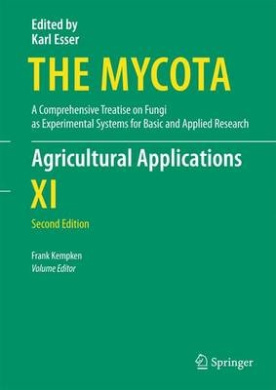 Edited by
Karl Esser
THE MYCOTA
A Comprehensive Treatise on Fungi
as Experimental Systems for Basic and Applied Research
Agricultural Applications
XI
Second Edition
Frank Kempken
Volume Editor
Springer